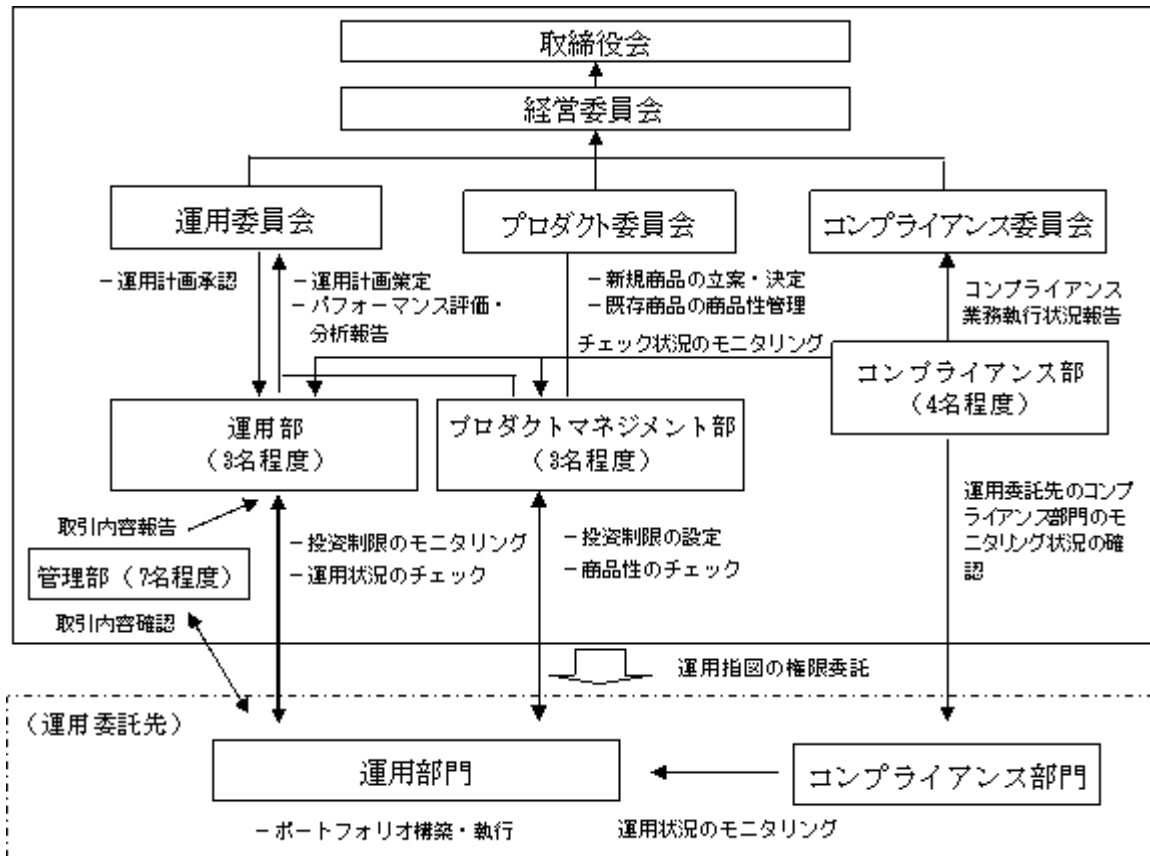 取締役会
経営委員会
運用委員会
プロダクト委員会
コンプライアンス委員会
－運用計画承認
－運用計画策定
－パフォーマンス評価・
分析報告
－新規商品の立案・決定
－既存商品の商品性管理
コンプライアンス
業務執行状況報告
チェック状況のモニタリング
コンプライアンス部
（4名程度）
運用部
（3名程度）
プロダクトマネジメント部
（3名程度）
取引内容報告
管理部（7名程度）
取引内容確認
－投資制限のモニタリング
－運用状況のチェック
－投資制限の設定
－商品性のチェック
運用委託先のコンプ
ライアンス部門のモ
ニタリング状況の確
認
運用指図の権限委託
（運用委託先）
運用部門
コンプライアンス部門
－ポートフォリオ構築・執行
運用状況のモニタリング